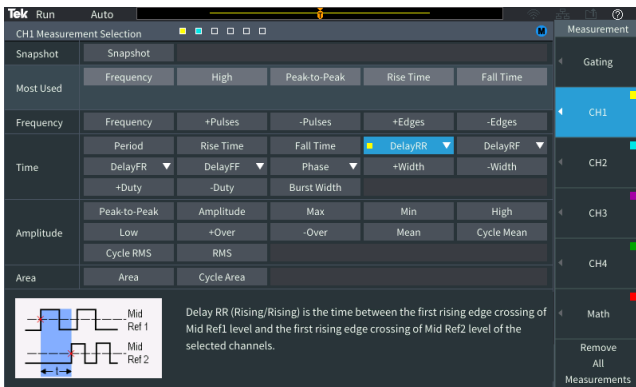 Tek Run Auto
CH1 Measurement Selection
M
Measurement
Snapshot Snapshot
Gating
Most Used
Frequency High Peak-to-Peak Rise Time Fall Time
CH1
Frequency Frequency +Pulses -Pulses +Edges -Edges
Time
Period Rise Time Fall Time DelayRR DelayRF
DelayFR DelayFF Phase +Width -Width
+Duty -Duty Burst Width
CH2
Amplitude
Peak-to-Peak Amplitude Max Min High
Low +Over -Over Mean Cycle Mean
Cycle RMS RMS
CH3
CH4
Area Area Cycle Area
Mid
Ref 1
Mid
Ref 2
t
Delay RR (Rising/Rising) is the time between the first rising edge crossing of
Mid Ref1 level and the first rising edge crossing of Mid Ref2 level of the
selected channels.
Math
Remove
All
Measurements